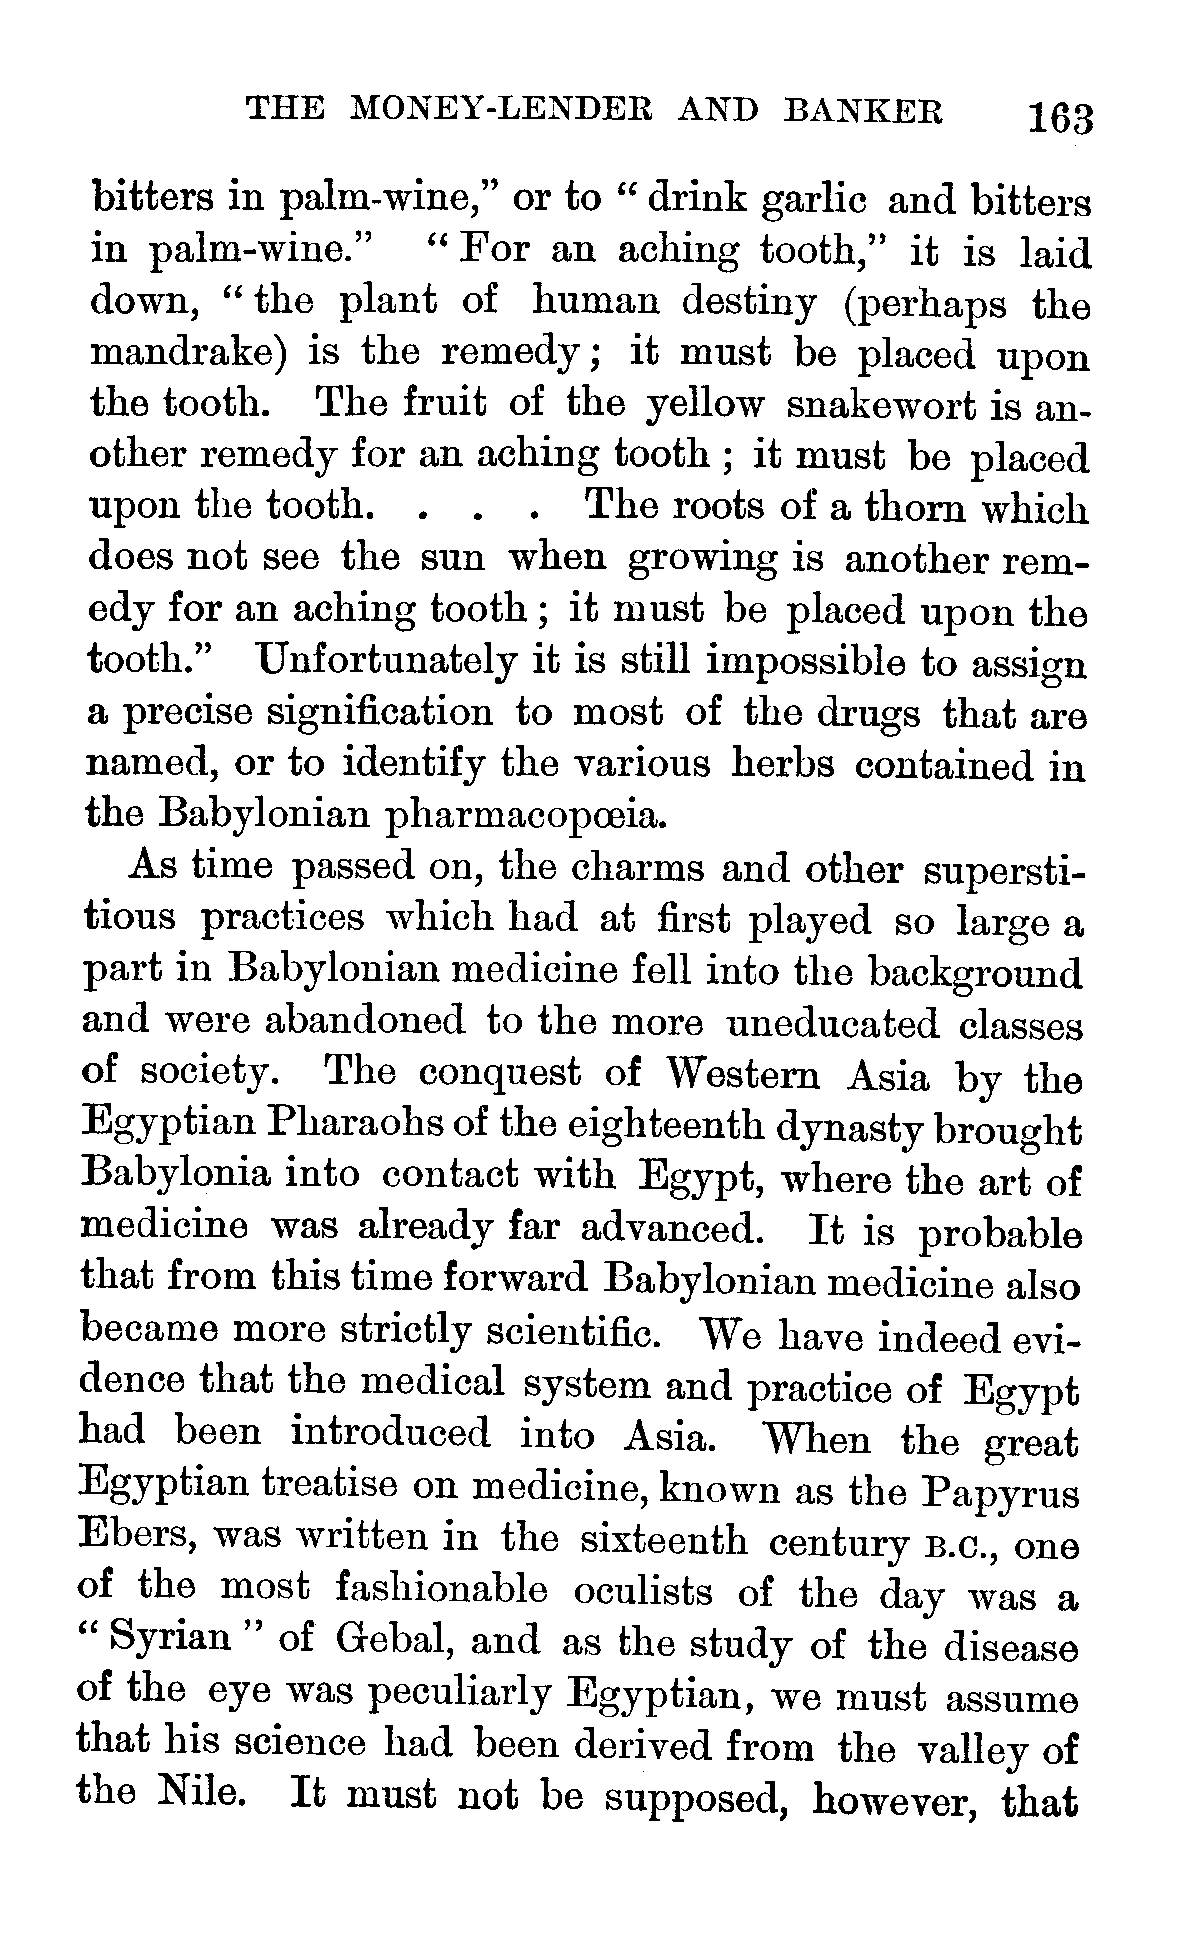 THE MONEY-LENDER AND BANKER 163
bitters in palm-wine,” or to “ drink garlic and bitters
in palm-wine.” “ For an aching tooth,” it is laid
down, “ the plant of human destiny (perhaps the
mandrake) is the remedy ; it must be placed upon
the tooth. The fruit of the yellow snakewort is an-
other remedy for an aching tooth ; it must be placed
upon the tooth. . . . The roots of a thorn which
does not see the sun when growing is another rem-
edy for an aching tooth ; it must be placed upon the
tooth.” Unfortunately it is still impossible to assign
a precise signification to most of the drugs that are
named, or to identify the various herbs contained in
the Babylonian pharmacopœia.
As time passed on, the charms and other supersti-
tious practices which had at first played so large a
part in Babylonian medicine fell into the background
and were abandoned to the more uneducated classes
of society. The conquest of Western Asia by the
Egyptian Pharaohs of the eighteenth dynasty brought
Babylonia into contact with Egypt, where the art of
medicine was already far advanced. It is probable
that from this time forward Babylonian medicine also
became more strictly scientific. We have indeed evi-
dence that the medical system and practice of Egypt
had been introduced into Asia. When the great
Egyptian treatise on medicine, known as the Papyrus
Ebers, was written in the sixteenth century B.C., one
of the most fashionable oculists of the day was a
“ Syrian ” of Gebal, and as the study of the disease
of the eye was peculiarly Egyptian, we must assume
that his science had been derived from the valley of
the Nile. It must not be supposed, however, that